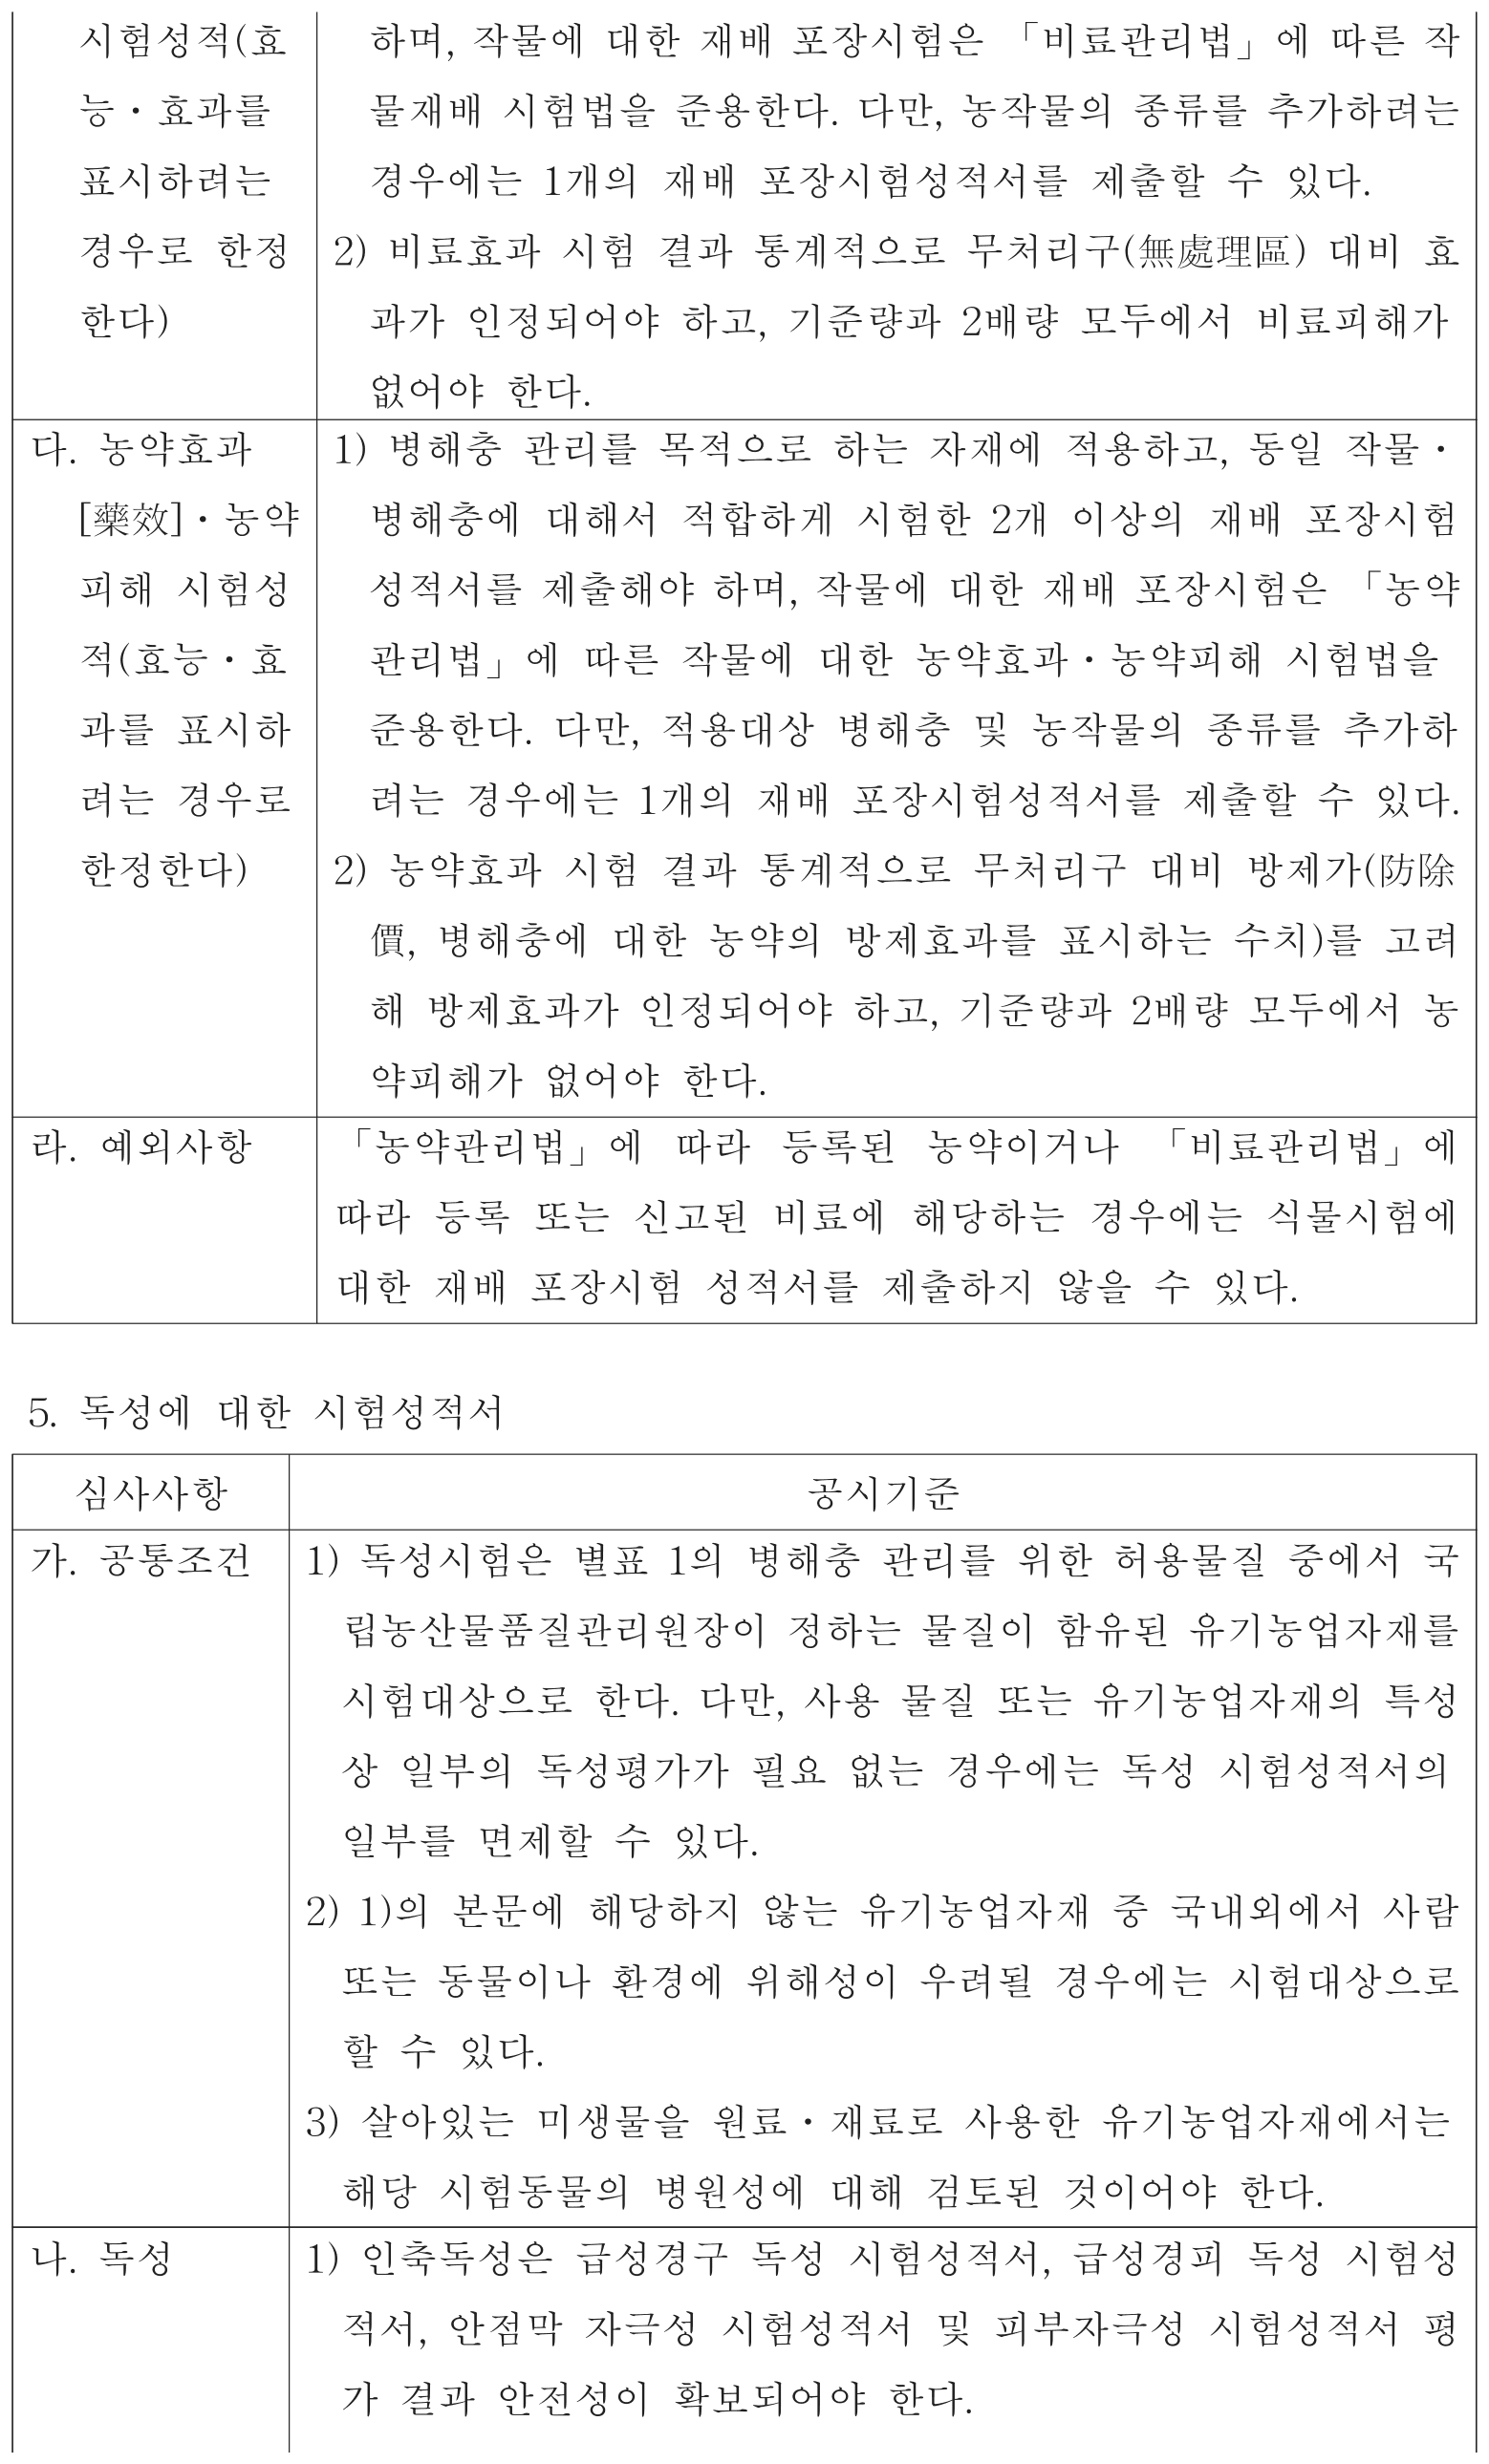 시험성적(효
능·효과를
표시하려는
경우로 한정
한다)
하며, 작물에 대한 재배 포장시험은 「비료관리법」에 따른 작
물재배 시험법을 준용한다. 다만, 농작물의 종류를 추가하려는
경우에는 1개의 재배 포장시험성적서를 제출할 수 있다.
2) 비료효과 시험 결과 통계적으로 무처리구(無處理區) 대비 효
과가 인정되어야 하고, 기준량과 2배량 모두에서 비료피해가
없어야 한다.
다. 농약효과
[藥效]·농약
피해 시험성
적(효능·효
과를 표시하
려는 경우로
한정한다)
1) 병해충 관리를 목적으로 하는 자재에 적용하고, 동일 작물·
병해충에 대해서 적합하게 시험한 2개 이상의 재배 포장시험
성적서를 제출해야 하며, 작물에 대한 재배 포장시험은 「농약
관리법」에 따른 작물에 대한 농약효과·농약피해 시험법을
준용한다. 다만, 적용대상 병해충 및 농작물의 종류를 추가하
려는 경우에는 1개의 재배 포장시험성적서를 제출할 수 있다.
2) 농약효과 시험 결과 통계적으로 무처리구 대비 방제가(防除
價, 병해충에 대한 농약의 방제효과를 표시하는 수치)를 고려
해 방제효과가 인정되어야 하고, 기준량과 2배량 모두에서 농
약피해가 없어야 한다.
라. 예외사항
「농약관리법」에 따라 등록된 농약이거나 「비료관리법」에
따라 등록 또는 신고된 비료에 해당하는 경우에는 식물시험에
대한 재배 포장시험 성적서를 제출하지 않을 수 있다.
5. 독성에 대한 시험성적서
심사사항
공시기준
가. 공통조건
1) 독성시험은 별표 1의 병해충 관리를 위한 허용물질 중에서 국
립농산물품질관리원장이 정하는 물질이 함유된 유기농업자재를
시험대상으로 한다. 다만, 사용 물질 또는 유기농업자재의 특성
상 일부의 독성평가가 필요 없는 경우에는 독성 시험성적서의
일부를 면제할 수 있다.
2) 1)의 본문에 해당하지 않는 유기농업자재 중 국내외에서 사람
또는 동물이나 환경에 위해성이 우려될 경우에는 시험대상으로
할 수 있다.
3) 살아있는 미생물을 원료·재료로 사용한 유기농업자재에서는
해당 시험동물의 병원성에 대해 검토된 것이어야 한다.
나. 독성
1) 인축독성은 급성경구 독성 시험성적서, 급성경피 독성 시험성
적서, 안점막 자극성 시험성적서 및 피부자극성 시험성적서 평
가 결과 안전성이 확보되어야 한다.